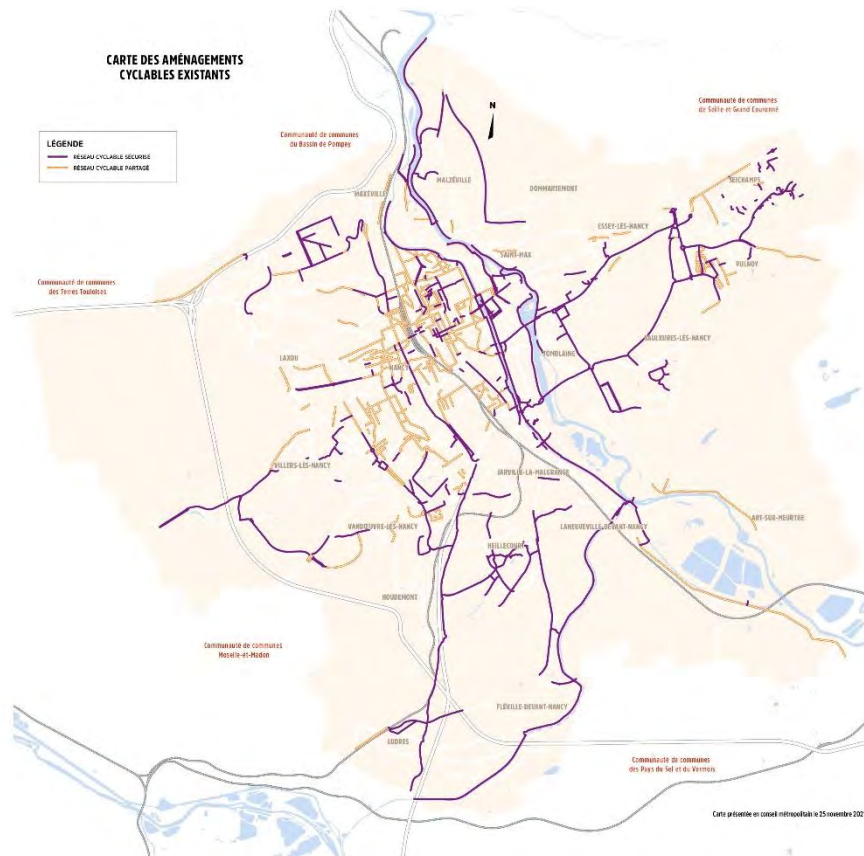 CARTE DES AMÉNAGEMENTS
CYCLABLES EXISTANTS
N
Communauté de communes
de Seille et Grand Couronné
LÉGENDE
RÉSEAU CYCLABLE SÉCURISÉ
RÉSEAU CYCLABLE PARTAGÉ
Communauté de communes
du Bassin de Pompey
MAXÉVILLE
MALZÉVILLE
DOMMARTEMONT
SEICHAMPS
ESSEY-LÈS-NANCY
SAINT-MAX
PULNOY
Communauté de communes
des Terres Touloises
SAULXURES-LÈS-NANCY
TOMBLAINE
LAXOU
NANCY
VILLERS-LÈS-NANCY
JARVILLE-LA-MALGRANGE
VANDŒUVRE-LÈS-NANCY
LANEUVEVILLE-DEVANT-NANCY
ART-SUR-MEURTHE
HEILLECOURT
HOUDEMONT
Communauté de communes
Moselle-et-Madon
FLÉVILLE-DEVANT-NANCY
LUDRES
Communauté de communes
des Pays du Sel et du Vermois
Carte présentée en conseil métropolitain le 25 novembre 202